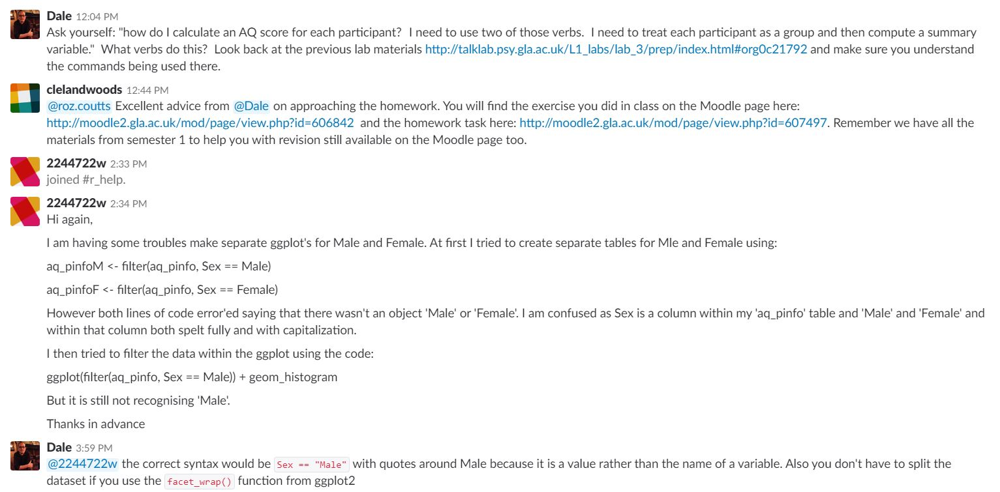 Dale 12:04 PM
Ask yourself: "how do I calculate an AQ score for each participant?  I need to use two of those verbs.  I need to treat each participant as a group and then compute a summary
variable."  What verbs do this?  Look back at the previous lab materials http://talklab.psy.gla.ac.uk/L1_labs/lab_3/prep/index.html#org0c21792 and make sure you understand
the commands being used there.
clelandwoods 12:44 PM
@roz.coutts Excellent advice from @Dale on approaching the homework. You will find the exercise you did in class on the Moodle page here:
http://moodle2.gla.ac.uk/mod/page/view.php?id=606842  and the homework task here: http://moodle2.gla.ac.uk/mod/page/view.php?id=607497. Remember we have all the
materials from semester 1 to help you with revision still available on the Moodle page too.
2244722w 2:33 PM
joined #r_help.
2244722w 2:34 PM
Hi again,
I am having some troubles make separate ggplot's for Male and Female. At first I tried to create separate tables for Mle and Female using:
aq_pinfoM <- filter(aq_pinfo, Sex == Male)
aq_pinfoF <- filter(aq_pinfo, Sex == Female)
However both lines of code error'ed saying that there wasn't an object 'Male' or 'Female'. I am confused as Sex is a column within my 'aq_pinfo' table and 'Male' and 'Female' and
within that column both spelt fully and with capitalization.
I then tried to filter the data within the ggplot using the code:
ggplot(filter(aq_pinfo, Sex == Male)) + geom_histogram
But it is still not recognising 'Male'.
Thanks in advance
Dale 3:59 PM
@2244722w the correct syntax would be Sex == "Male" with quotes around Male because it is a value rather than the name of a variable. Also you don't have to split the
dataset if you use the facet_wrap() function from ggplot2